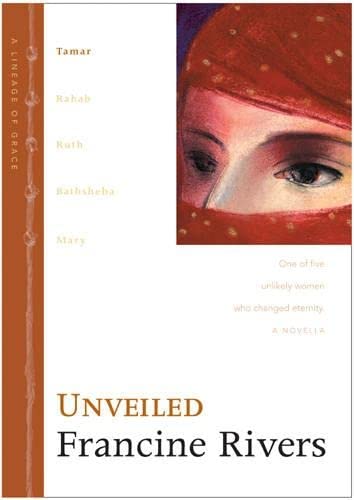 A LINEAGE OF GRACE
Tamar
Rahab
Ruth
Bathsheba
Mary
One of five
unlikely women
who changed eternity.
A NOVELLA
UNVEILED
Francine Rivers